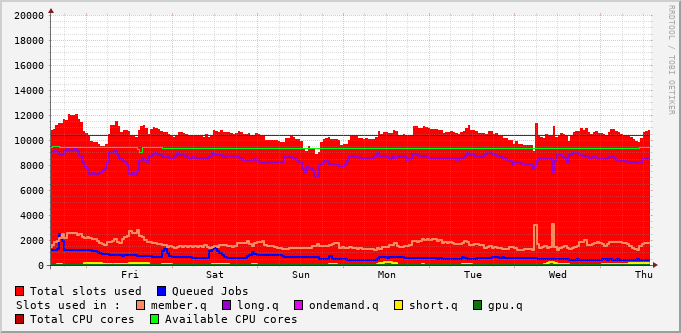 RRDTOOL / TOBI OETIKER
20000
18000
16000
14000
12000
10000
8000
6000
4000
2000
0
Fri Sat Sun Mon Tue Wed Thu
Total slots used Queued Jobs
Slots used in : member.q long.q ondemand.q short.q gpu.q
Total CPU cores Available CPU cores